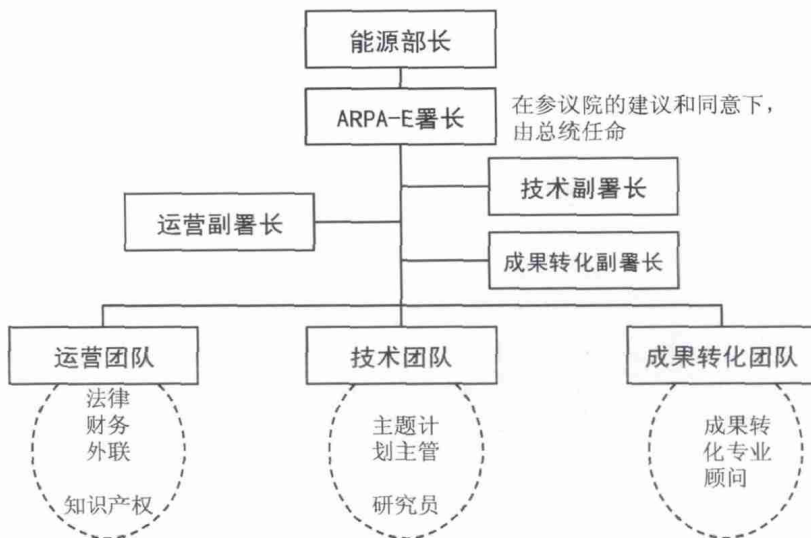 能源部长
ARPA-E署长
在参议院的建议和同意下，
由总统任命
技术副署长
运营副署长
成果转化副署长
运营团队
技术团队
成果转化团队
法律
财务
外联
知识产权
主题计
划主管
研究员
成果转
化专业
顾问